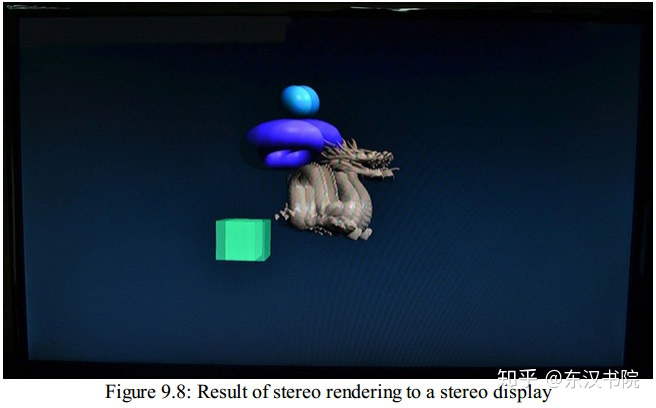 知乎 @东汉书院
Figure 9.8: Result of stereo rendering to a stereo display